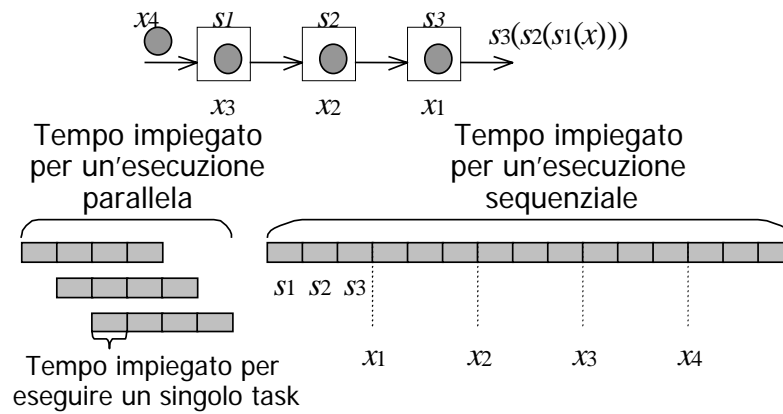 x4 s1 s2 s3
s3(s2(s1(x)))
x3 x2 x1
Tempo impiegato
per un'esecuzione
parallela
Tempo impiegato
per un'esecuzione
sequenziale
s1 s2 s3
x1 x2 x3 x4
Tempo impiegato per
eseguire un singolo task